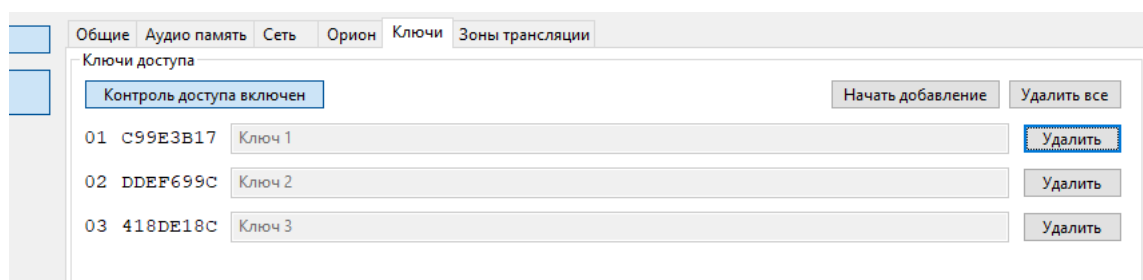 Общие Аудио память Сеть Орион Ключи Зоны трансляции
Ключи доступа
Контроль доступа включен Начать добавление Удалить все
01 C99E3B17 Ключ 1 Удалить
02 DDEF699C Ключ 2 Удалить
03 418DE18C Ключ 3 Удалить